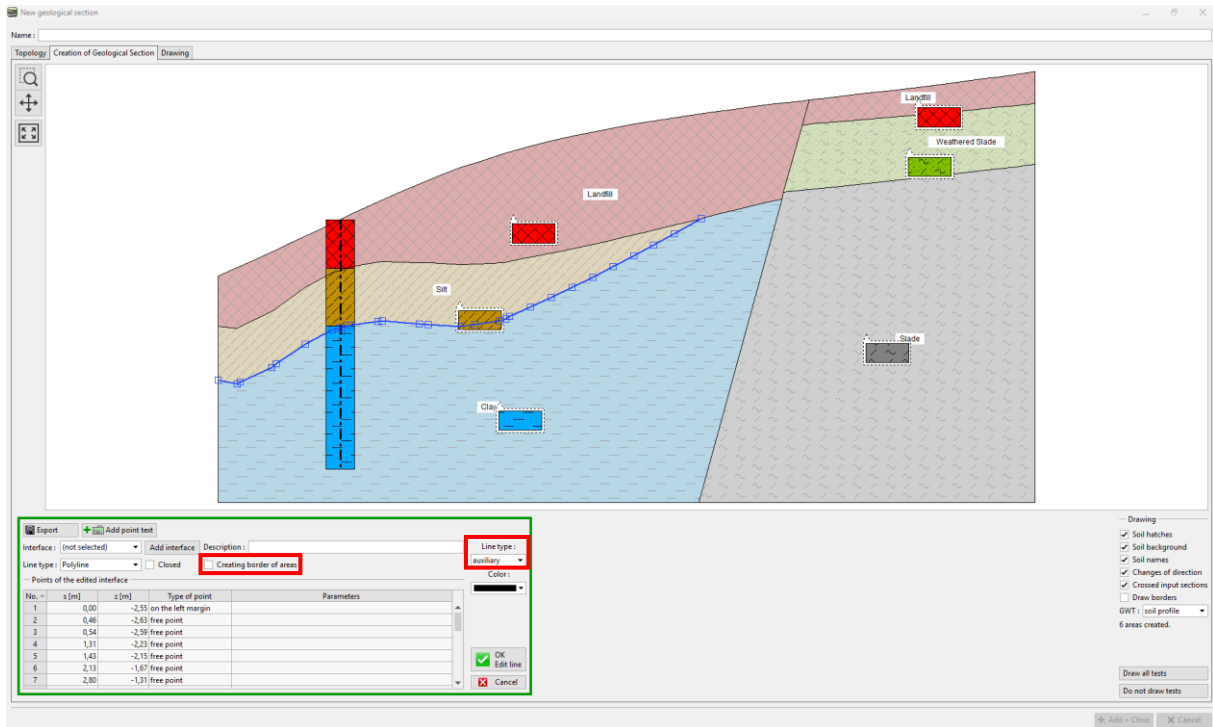 New geological section
Name :
Topology Creation of Geological Section Drawing
Landfill
Weathered Slade
Landfill
Silt
Slade
Clay
Export Add point text
Interface : (not selected) Add interface Description :
Line type : Polyline Closed Creating border of areas
Points of the edited interface
No. s [m] z [m] Type of point Parameters
1 0,00 -2,55 on the left margin
2 0,46 -2,63 free point
3 0,54 -2,59 free point
4 1,31 -2,23 free point
5 1,43 -2,15 free point
6 2,13 -1,67 free point
7 2,80 -1,31 free point
Line type :
auxiliary
Color :
OK
Edit line
Cancel
Drawing
Soil hatches
Soil background
Soil names
Changes of direction
Crossed input sections
Draw borders
GWT : soil profile
6 areas created.
Draw all tests
Do not draw tests
Add + Close Cancel